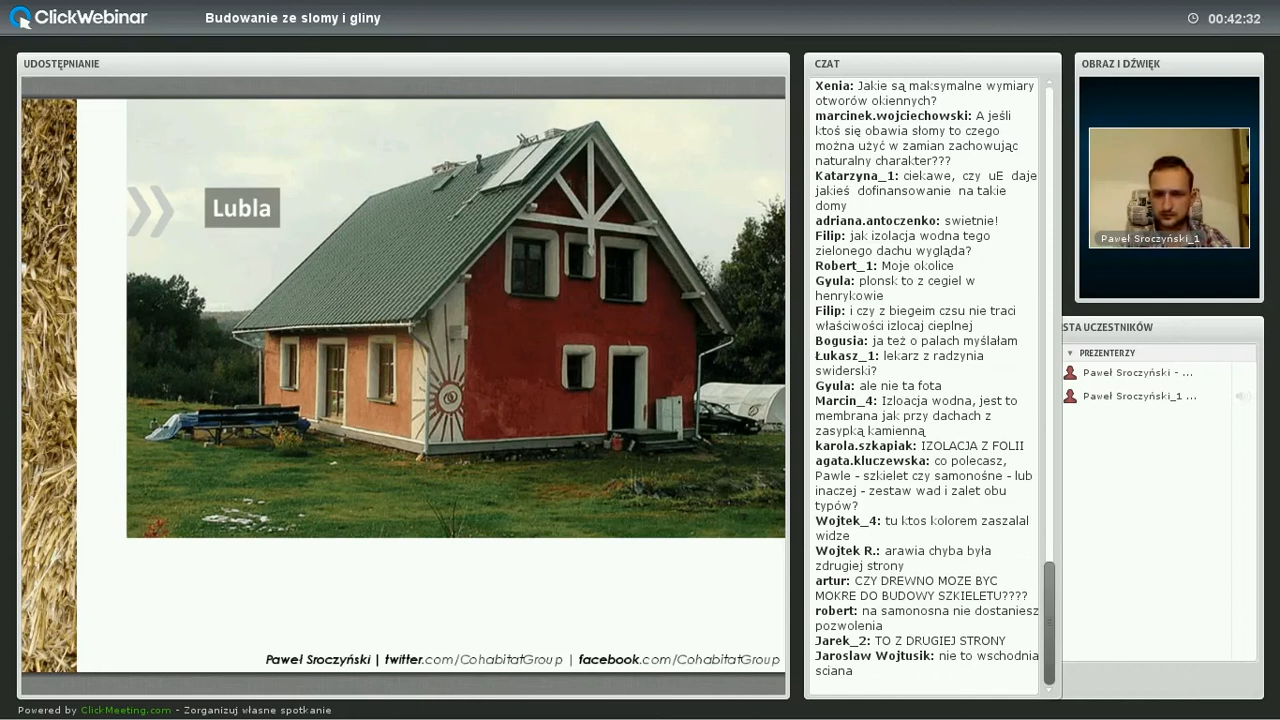 ClickWebinar
Budowanie ze slomy i gliny
00:42:32
UDOSTĘPNIANIE
Lubla
Paweł Sroczyński | twitter.com/CohabitatGroup | facebook.com/CohabitatGroup
CZAT
Xenia: Jakie są maksymalne wymiary
otworów okiennych?
marcinek.wojciechowski: A jeśli
ktoś się obawia słomy to czego
można użyć w zamian zachowując
naturalny charakter???
Katarzyna_1: ciekawe, czy uE daje
jakieś dofinansowanie na takie
domy
adriana.antoczenko: swietnie!
Filip: jak izolacja wodna tego
zielonego dachu wygląda?
Robert_1: Moje okolice
Gyula: plonsk to z cegiel w
henrykowie
Filip: i czy z biegeim czsu nie traci
właściwości izlocaj cieplnej
Bogusia: ja też o palach myślałam
Łukasz_1: lekarz z radzynia
swiderski?
Gyula: ale nie ta fota
Marcin_4: Izloacja wodna, jest to
membrana jak przy dachach z
zasypką kamienną
karola.szkapiak: IZOLACJA Z FOLII
agata.kluczewska: co polecasz,
Pawle - szkielet czy samonośne - lub
inaczej - zestaw wad i zalet obu
typów?
Wojtek_4: tu ktos kolorem zaszalal
widze
Wojtek R.: arawia chyba była
zdrugiej strony
artur: CZY DREWNO MOZE BYC
MOKRE DO BUDOWY SZKIELETU????
robert: na samonosna nie dostaniesz
pozwolenia
Jarek_2: TO Z DRUGIEJ STRONY
Jaroslaw Wojtusik: nie to wschodnia
sciana
OBRAZ I DŹWIĘK
Paweł Sroczyński_1
STA UCZESTNIKÓW
PREZENTERZY
Paweł Sroczyński - ...
Paweł Sroczyński_1 ...
Powered by ClickMeeting.com - Zorganizuj własne spotkanie